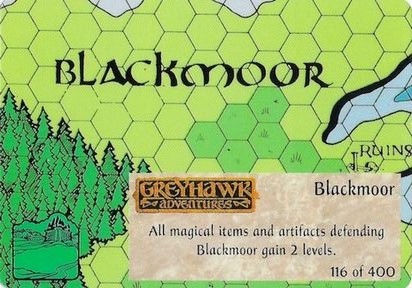 BLACKMOOR
RUINS
GREYHAWK
ADVENTURES
Blackmoor
All magical items and artifacts defending
Blackmoor gain 2 levels.
116 of 400